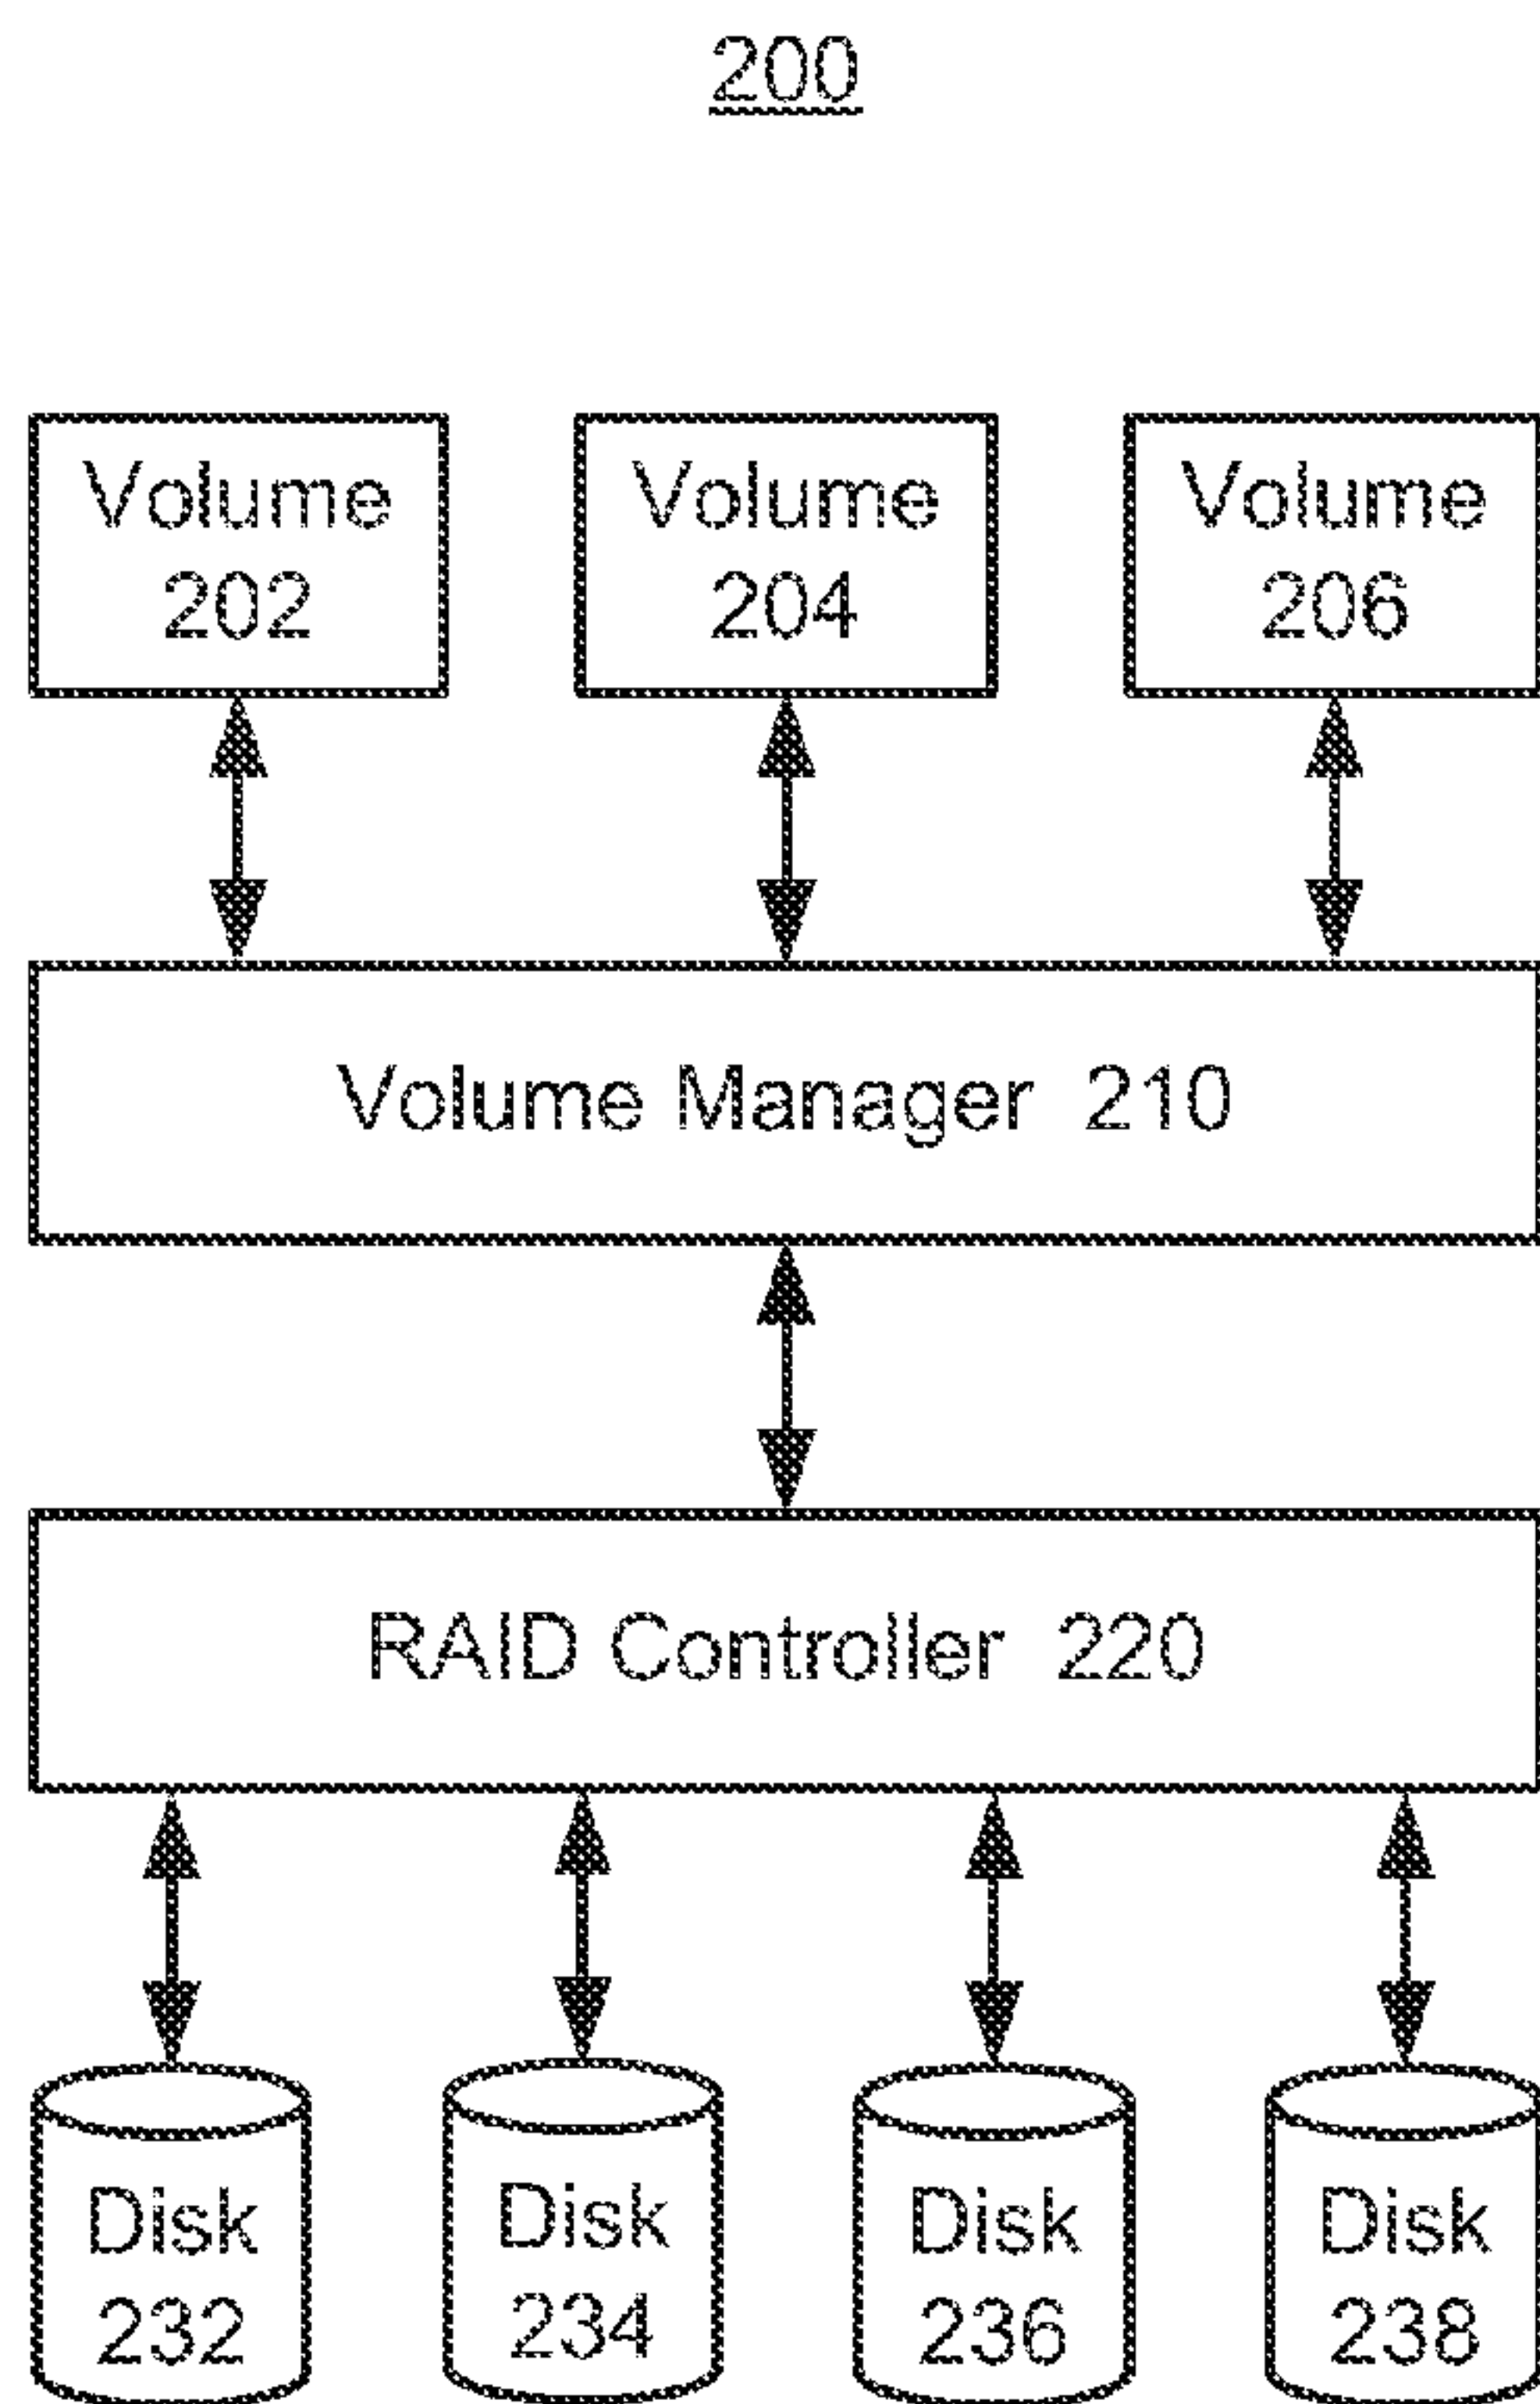 200
Volume Volume Volume
202 204 206
Volume Manager 210
RAID Controller 220
Disk Disk Disk Disk
232 234 236 238